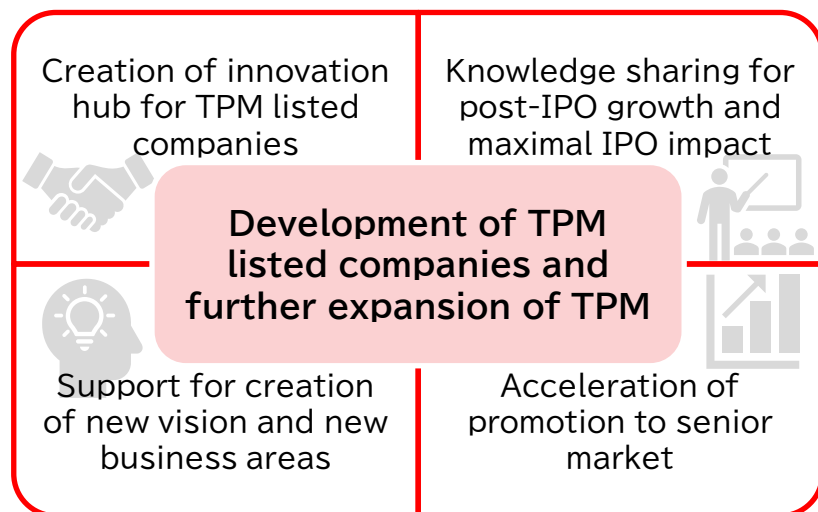 Creation of innovation
hub for TPM listed
companies
Knowledge sharing for
post-IPO growth and
maximal IPO impact
Development of TPM
listed companies and
further expansion of TPM
Support for creation
of new vision and new
business areas
Acceleration of
promotion to senior
market